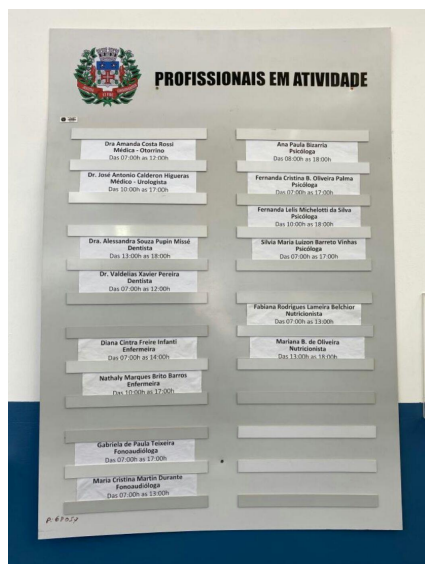 PROFISSIONAIS EM ATIVIDADE
Dra Amanda Costa Rossi
Médica - Otorrino
Das 07:00h as 12:00h
Dr. José Antonio Calderon Higueras
Médico - Urologista
Das 10:00h as 17:00h
Dra. Alessandra Souza Pupin Missé
Dentista
Das 13:00h as 18:00h
Dr. Valdelias Xavier Pereira
Dentista
Das 07:00h as 12:00h
Diana Cintra Freire Infanti
Enfermeira
Das 07:00h as 14:00h
Nathaly Marques Brito Barros
Enfermeira
Das 10:00h as 17:00h
Gabriela de Paula Teixeira
Fonoaudióloga
Das 07:00h as 17:00h
Maria Cristina Martin Durante
Fonoaudióloga
Das 07:00h as 13:00h
Ana Paula Bizarria
Psicóloga
Das 08:00h as 18:00h
Fernanda Cristina B. Oliveira Palma
Psicóloga
Das 07:00h as 17:00h
Fernanda Lelis Michelotti da Silva
Psicóloga
Das 10:00h as 18:00h
Silvia Maria Luizon Barreto Vinhas
Psicóloga
Das 07:00h as 17:00h
Fabiana Rodrigues Lameira Belchior
Nutricionista
Das 07:00h as 13:00h
Mariana B. de Oliveira
Nutricionista
Das 13:00h as 18:00h